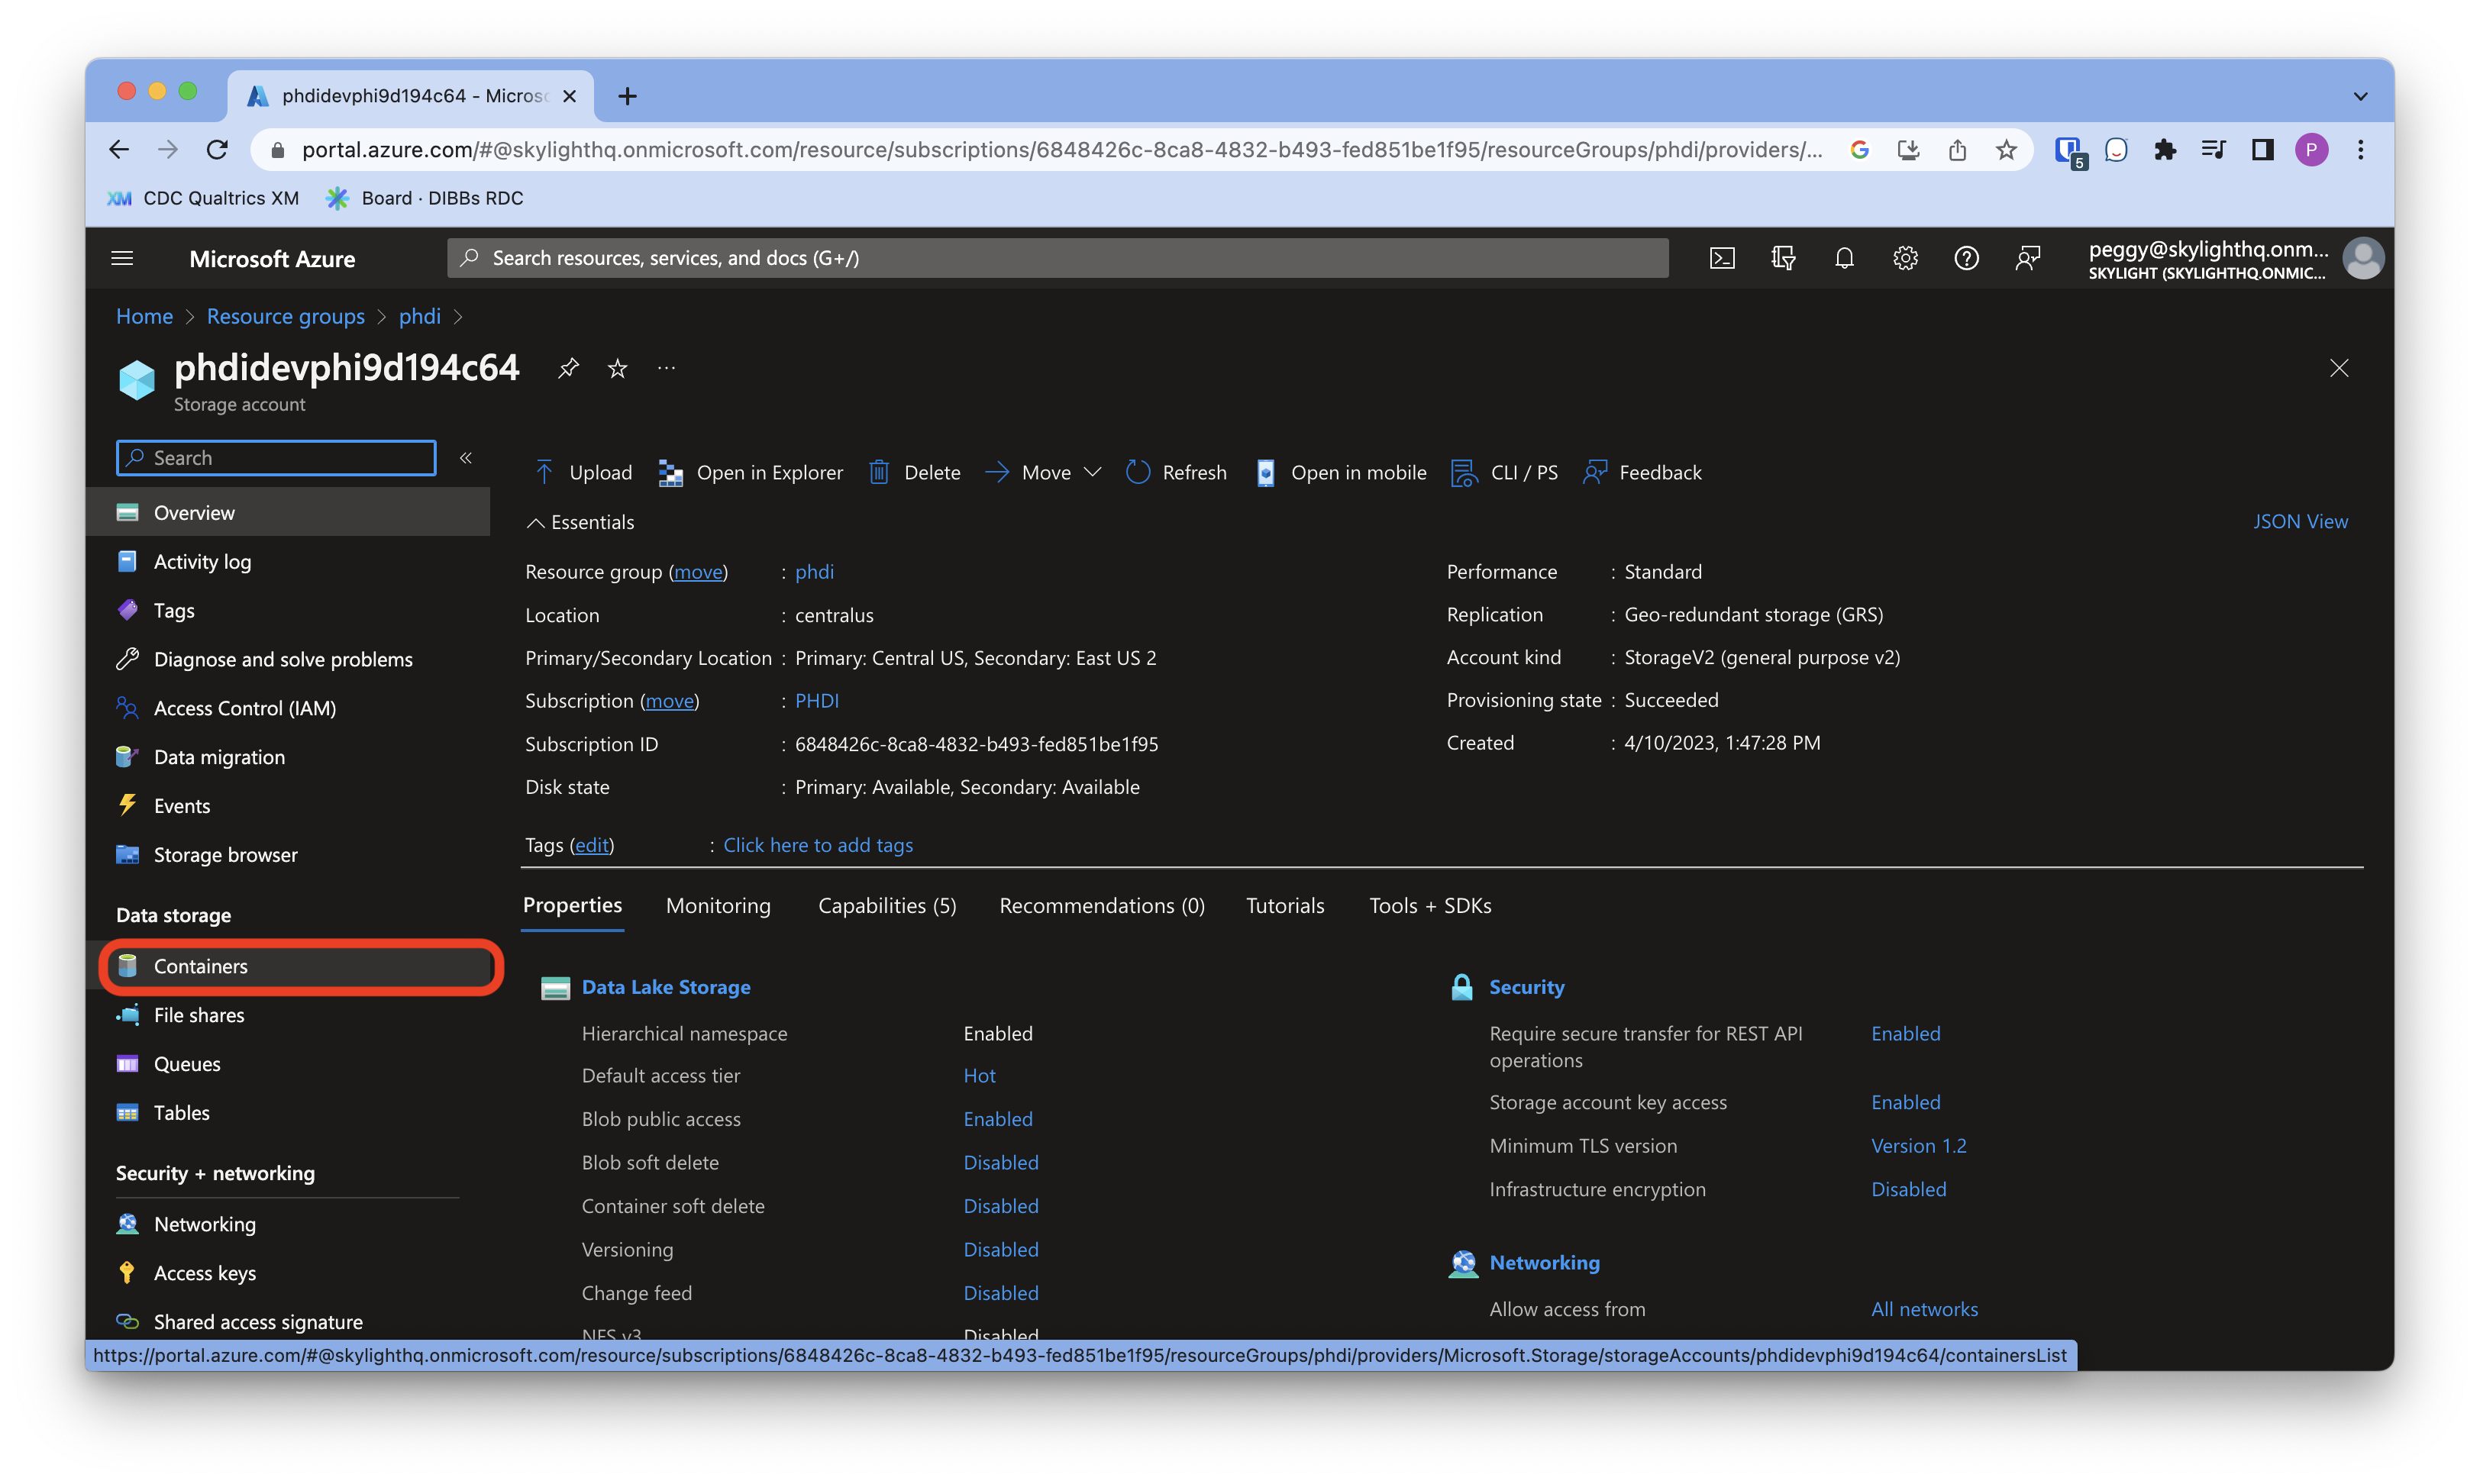 phdidevphi9d194c64 - Micros
portal.azure.com/#@skylighthq.onmicrosoft.com/resource/subscriptions/6848426c-8ca8-4832-b493-fed851be1f95/resourceGroups/phdi/providers/...
5
P
XM CDC Qualtrics XM
Board · DIBBs RDC
Microsoft Azure
Search resources, services, and docs (G+/)
peggy@skylighthq.onm...
SKYLIGHT (SKYLIGHTHQ.ONMIC...
Home > Resource groups > phdi >
phdidevphi9d194c64
Storage account
Search
Upload
Open in Explorer
Delete
Move
Refresh
Open in mobile
CLI / PS
Feedback
Overview
Activity log
Tags
Diagnose and solve problems
Access Control (IAM)
Data migration
Events
Storage browser
Data storage
Containers
File shares
Queues
Tables
Security + networking
Networking
Access keys
Shared access signature
Essentials
JSON View
Resource group (move) : phdi
Location : centralus
Primary/Secondary Location : Primary: Central US, Secondary: East US 2
Subscription (move) : PHDI
Subscription ID : 6848426c-8ca8-4832-b493-fed851be1f95
Disk state : Primary: Available, Secondary: Available
Performance : Standard
Replication : Geo-redundant storage (GRS)
Account kind : StorageV2 (general purpose v2)
Provisioning state : Succeeded
Created : 4/10/2023, 1:47:28 PM
Tags (edit) : Click here to add tags
Properties
Monitoring
Capabilities (5)
Recommendations (0)
Tutorials
Tools + SDKs
Data Lake Storage
Hierarchical namespace Enabled
Default access tier Hot
Blob public access Enabled
Blob soft delete Disabled
Container soft delete Disabled
Versioning Disabled
Change feed Disabled
NFS v3 Disabled
Security
Require secure transfer for REST API Enabled
operations
Storage account key access Enabled
Minimum TLS version Version 1.2
Infrastructure encryption Disabled
Networking
Allow access from All networks
https://portal.azure.com/#@skylighthq.onmicrosoft.com/resource/subscriptions/6848426c-8ca8-4832-b493-fed851be1f95/resourceGroups/phdi/providers/Microsoft.Storage/storageAccounts/phdidevphi9d194c64/containersList